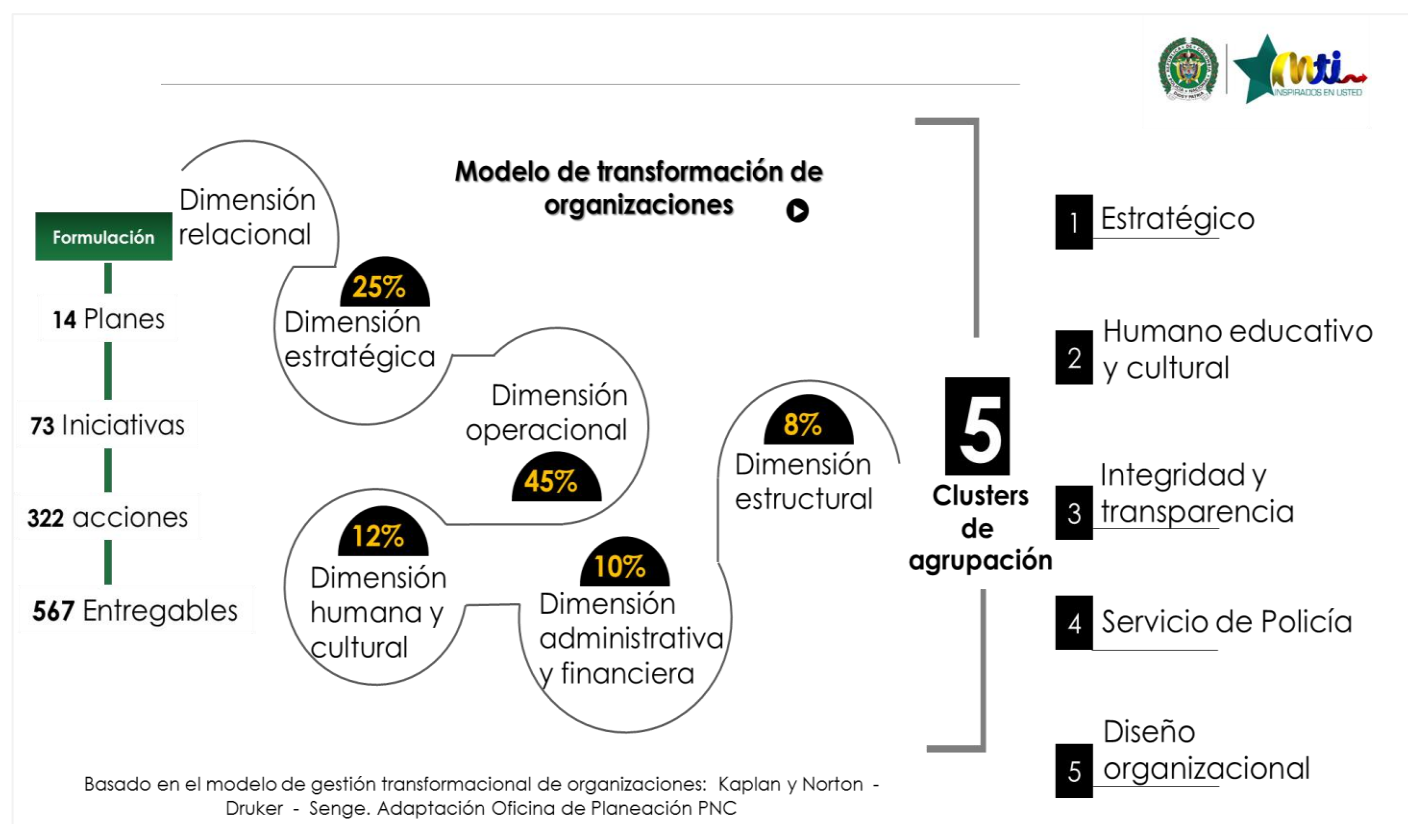 mti
INSPIRADOS EN USTED
Modelo de transformación de
organizaciones
Formulación
14 Planes
73 Iniciativas
322 acciones
567 Entregables
Dimensión
relacional
25%
Dimensión
estratégica
Dimensión
operacional
45%
12%
Dimensión
humana y
cultural
10%
Dimensión
administrativa
y financiera
8%
Dimensión
estructural
5
Clusters
de
agrupación
1 Estratégico
2 Humano educativo
y cultural
3 Integridad y
transparencia
4 Servicio de Policía
5 Diseño
organizacional
Basado en el modelo de gestión transformacional de organizaciones: Kaplan y Norton -
Druker - Senge. Adaptación Oficina de Planeación PNC